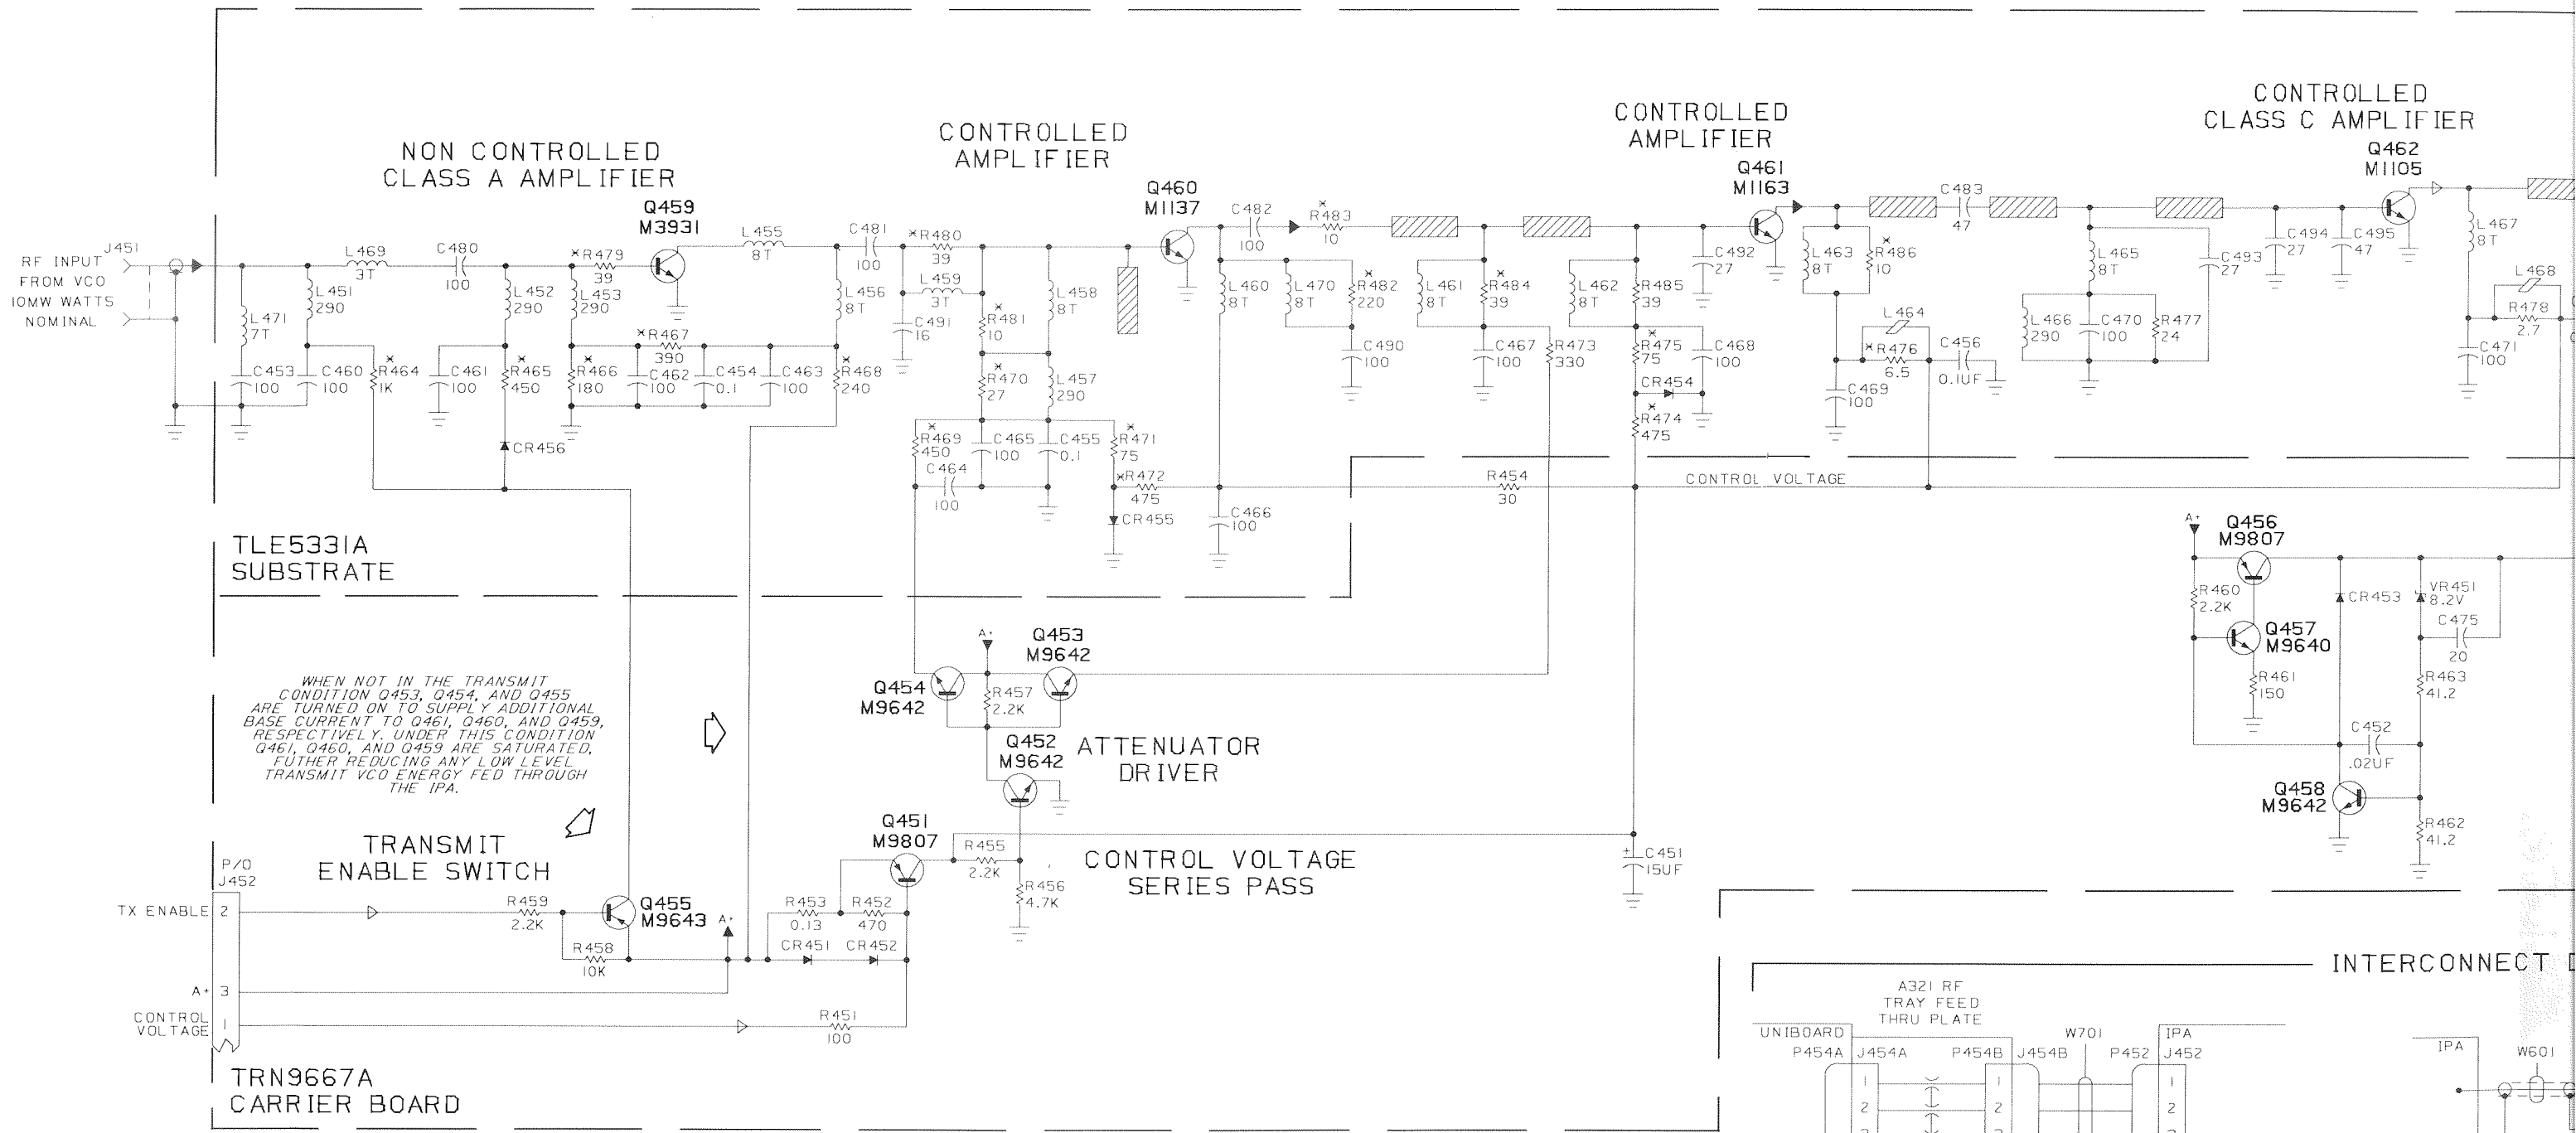 CONTROLLED
CLASS C AMPLIFIER
Q462
M1105
CONTROLLED
AMPLIFIER
Q461
M1163
CONTROLLED
AMPLIFIER
Q460
M1137
NON CONTROLLED
CLASS A AMPLIFIER
Q459
M3931
J451
RF INPUT
FROM VCO
10MW WATTS
NOMINAL
L469
3T
C480
100
*R479
39
L455
8T
C481
100
*R480
39
L459
3T
C482
100
*
R483
10
C483
47
L471
7T
L451
290
L452
290
L453
290
*R467
390
L456
8T
C491
16
*
R481
10
L458
8T
L460
8T
L470
8T
*
R482
220
L461
8T
*
R484
39
L462
8T
*
R485
39
C492
27
L463
8T
*
R486
10
L465
8T
C493
27
C494
27
C495
47
L467
8T
L468
R478
2.7
C471
100
C453
100
C460
100
*
R464
1K
C461
100
*
R465
450
*
R466
180
C462
100
C454
0.1
C463
100
*
R468
240
*
R470
27
L457
290
C490
100
C467
100
R473
330
*
R475
75
C468
100
CR454
*
R474
475
L464
*R476
6.5
C456
0.1UF
C469
100
L466
290
C470
100
R477
24
CR456
*
R469
450
C465
100
C455
0.1
*
R471
75
C464
100
*R472
475
CR455
C466
100
R454
30
CONTROL VOLTAGE
TLE5331A
SUBSTRATE
A+
Q456
M9807
R460
2.2K
Q457
M9640
R461
150
CR453
VR451
8.2V
C475
20
R463
41.2
C452
.02UF
Q458
M9642
R462
41.2
WHEN NOT IN THE TRANSMIT
CONDITION Q453, Q454, AND Q455
ARE TURNED ON TO SUPPLY ADDITIONAL
BASE CURRENT TO Q461, Q460, AND Q459,
RESPECTIVELY. UNDER THIS CONDITION
Q461, Q460, AND Q459 ARE SATURATED,
FUTHER REDUCING ANY LOW LEVEL
TRANSMIT VCO ENERGY FED THROUGH
THE IPA.
A+
Q453
M9642
Q454
M9642
R457
2.2K
Q452
M9642
ATTENUATOR
DRIVER
TRANSMIT
ENABLE SWITCH
Q451
M9807
R455
2.2K
R456
4.7K
CONTROL VOLTAGE
SERIES PASS
+
C451
15UF
P/O
J452
TX ENABLE
2
R459
2.2K
Q455
M9643
R458
10K
A+
R453
0.13
R452
470
CR451
CR452
A+
3
CONTROL
VOLTAGE
1
R451
100
TRN9667A
CARRIER BOARD
INTERCONNECT
A321 RF
TRAY FEED
THRU PLATE
UNIBOARD
P454A
J454A
P454B
J454B
W701
P452
IPA
J452
1
1
1
2
2
2
IPA
W601